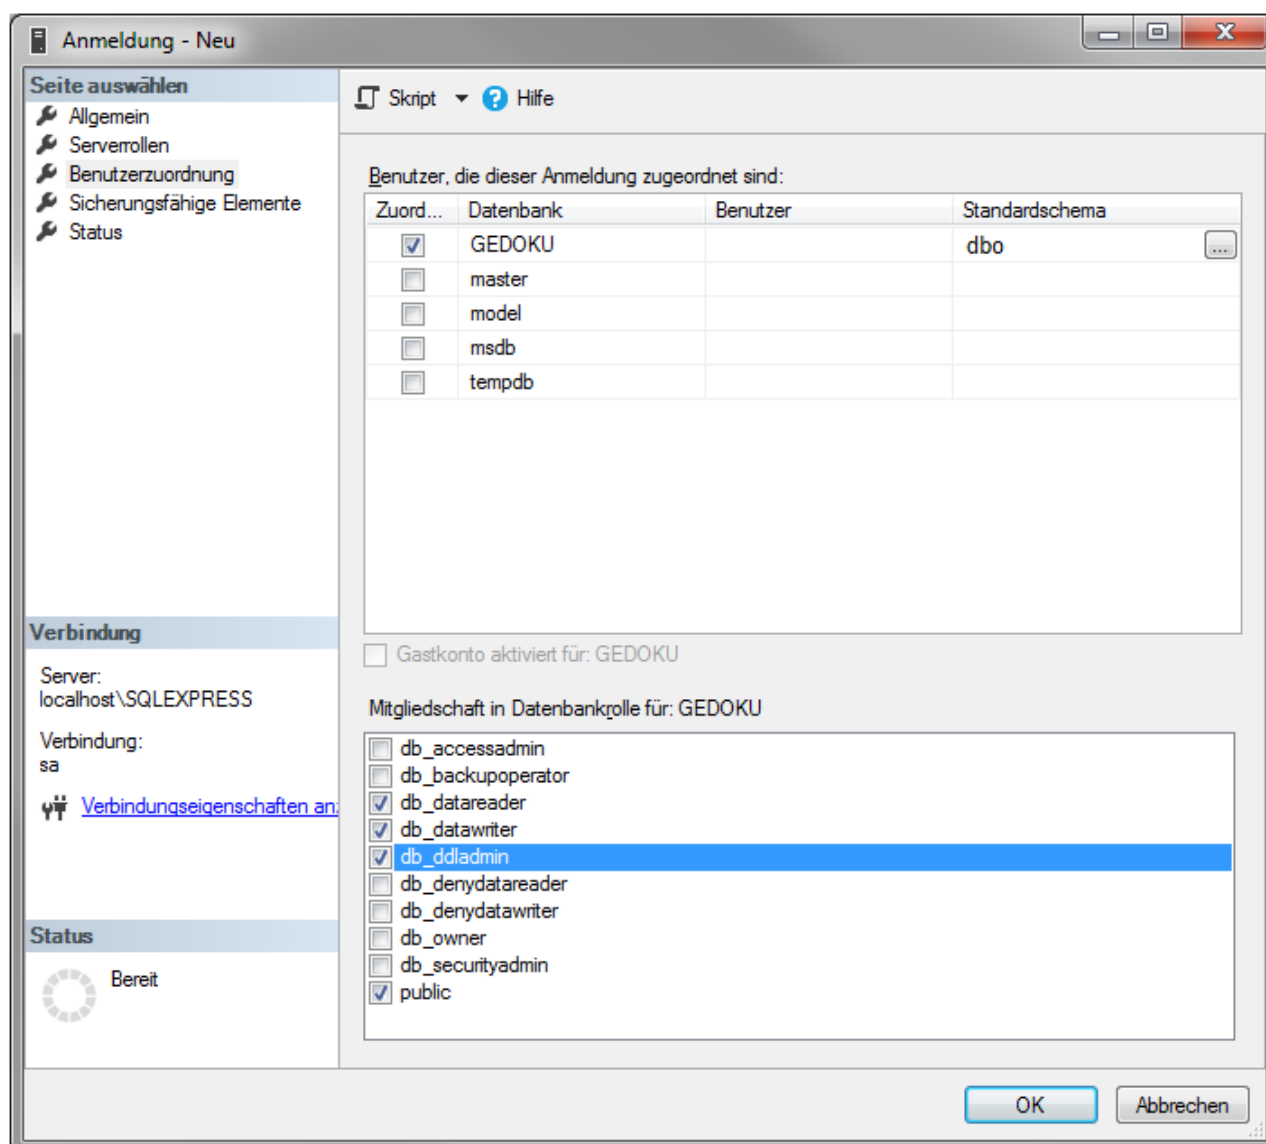 Anmeldung - Neu
Seite auswählen
Allgemein
Serverrollen
Benutzerzuordnung
Sicherungsfähige Elemente
Status
Skript Hilfe
Benutzer, die dieser Anmeldung zugeordnet sind:
Zuord... Datenbank Benutzer Standardschema
GEDOKU dbo ...
master
model
msdb
tempdb
Gastkonto aktiviert für: GEDOKU
Verbindung
Server:
localhost\SQLEXPRESS
Verbindung:
sa
Verbindungseigenschaften an
Mitgliedschaft in Datenbankrolle für: GEDOKU
db_accessadmin
db_backupoperator
db_datareader
db_datawriter
db_ddladmin
db_denydatareader
db_denydatawriter
db_owner
db_securityadmin
public
Status
Bereit
OK Abbrechen